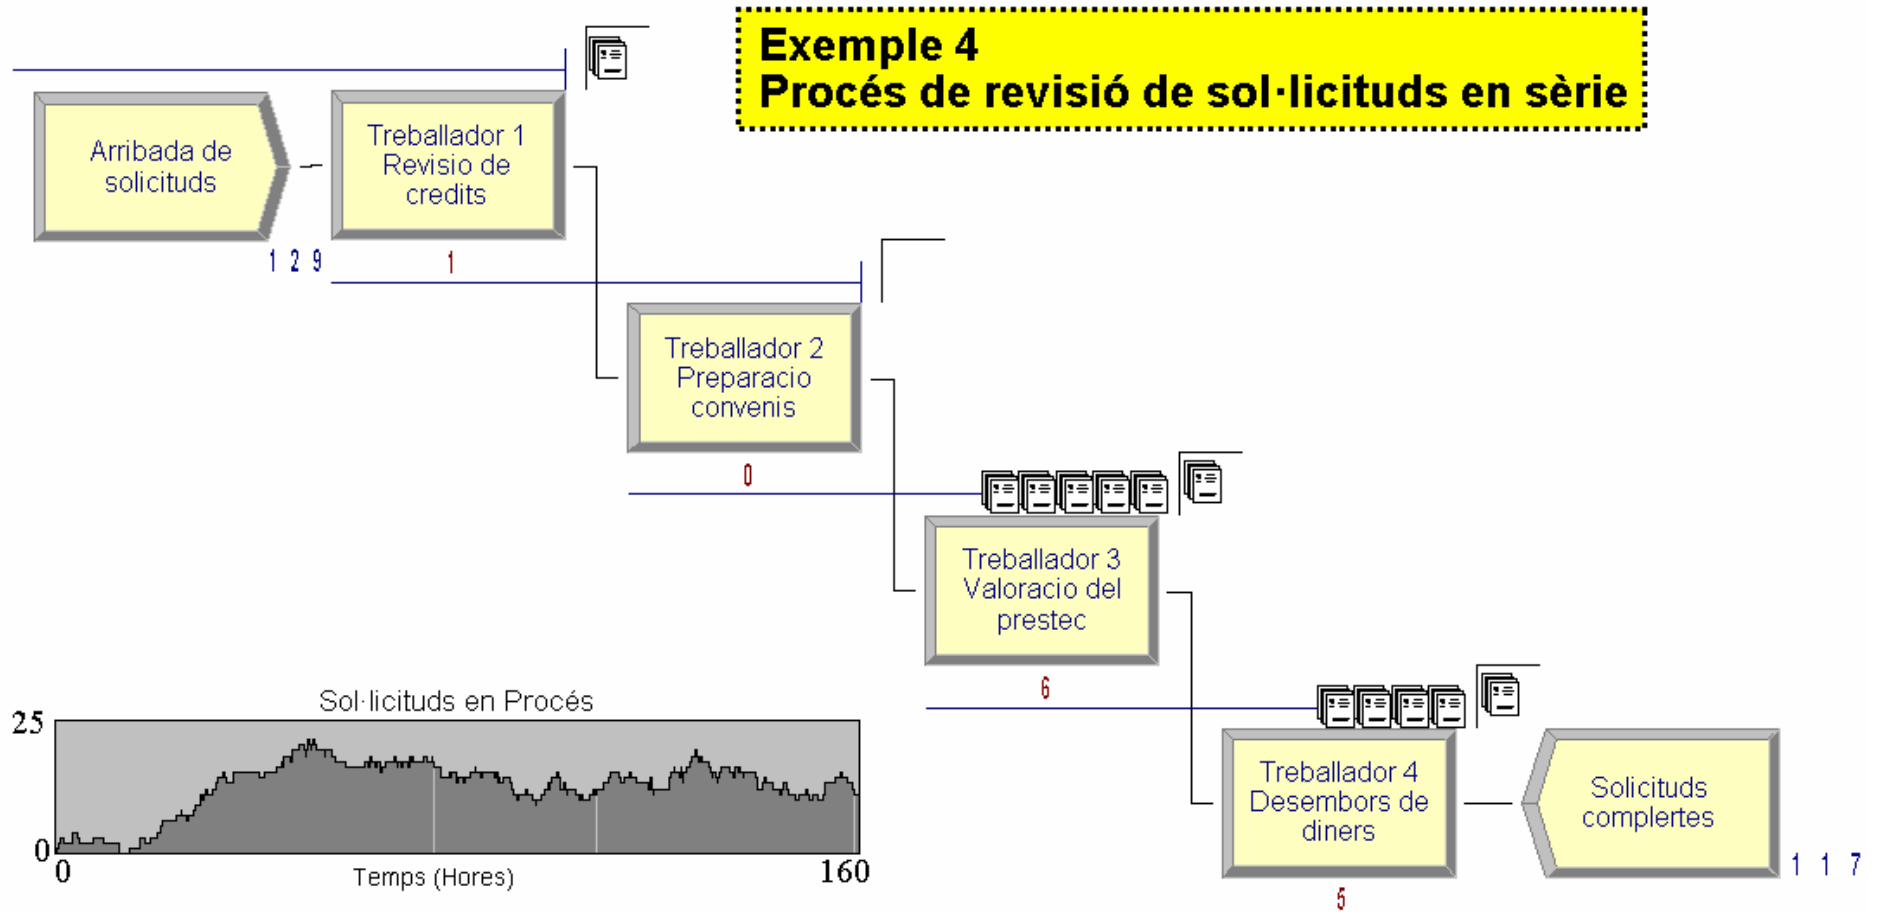 Exemple 4
Procés de revisió de sol·licituds en sèrie
Arribada de
solicituds
1 2 9
Treballador 1
Revisio de
credits
1
Treballador 2
Preparacio
convenis
0
Treballador 3
Valoracio del
prestec
6
Treballador 4
Desembors de
diners
5
Solicituds
complertes
1 1 7
Sol·licituds en Procés
25
0
0
160
Temps (Hores)